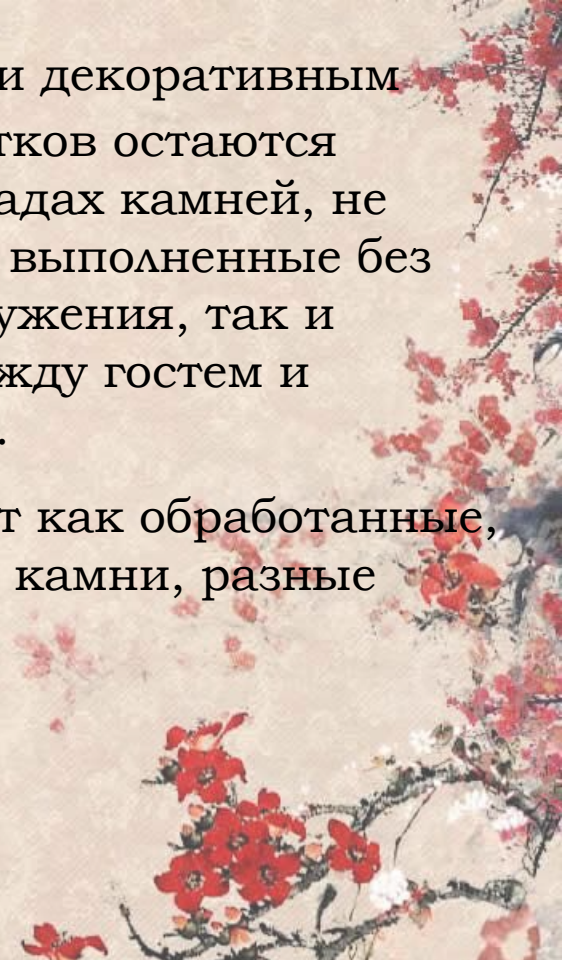 и декоративным
тков остаются
адах камней, не
выполненные без
ужения, так и
жду гостем и
.
т как обработанные,
камни, разные